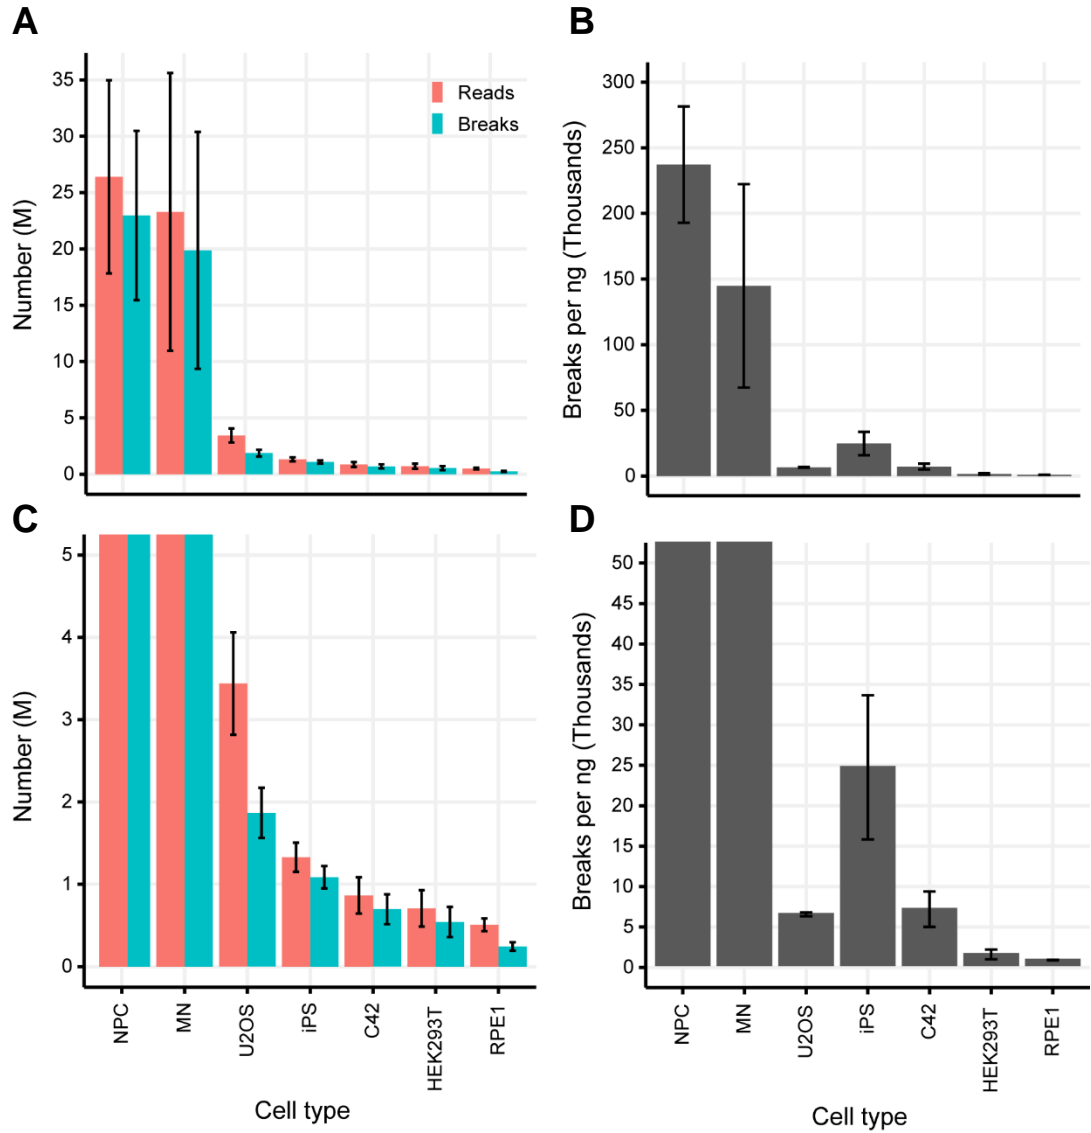 A
Number (M)
35
30
25
20
15
10
5
0
Reads
Breaks
B
Breaks per ng (Thousands)
300
250
200
150
100
50
0
C
Number (M)
5
4
3
2
1
0
NPC
MN
U2OS
iPS
C42
HEK293T
RPE1
Cell type
D
Breaks per ng (Thousands)
50
45
40
35
30
25
20
15
10
5
0
NPC
MN
U2OS
iPS
C42
HEK293T
RPE1
Cell type